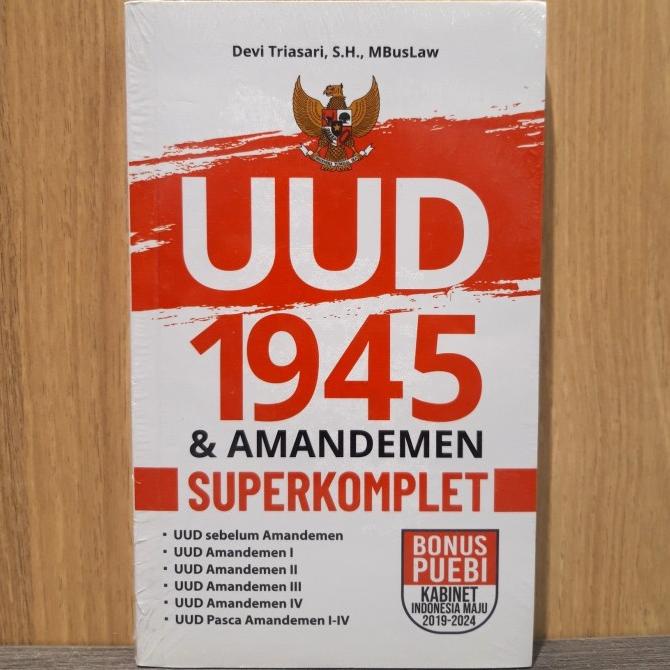 Devi Triasari, S.H., MBusLaw
UUD
1945
& AMANDEMEN
SUPERKOMPLET
· UUD sebelum Amandemen
· UUD Amandemen I
· UUD Amandemen II
· UUD Amandemen III
· UUD Amandemen IV
· UUD Pasca Amandemen I-IV
BONUS
PUEBI
KABINET
INDONESIA MAJU
2019-2024